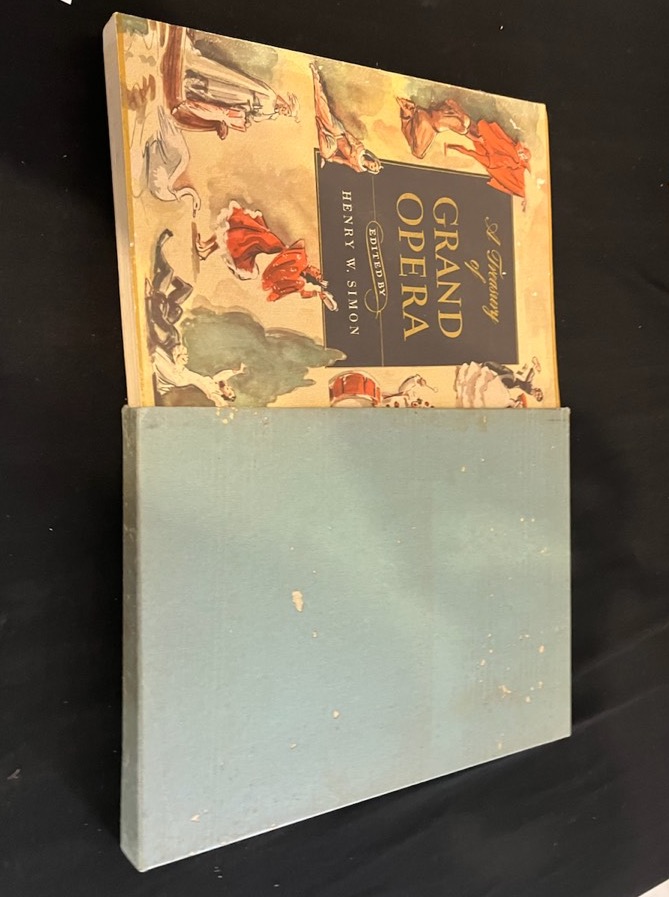 A Treasury
of
GRAND
OPERA
EDITED BY
HENRY W. SIMON